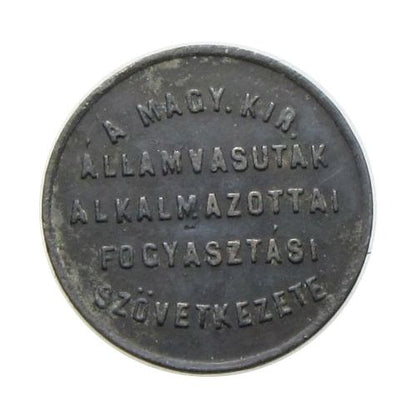 A MAGY. KIR.
ÁLLAMVASUTAK
ALKALMAZOTTAI
FOGYASZTÁSI
SZÖVETKEZETE